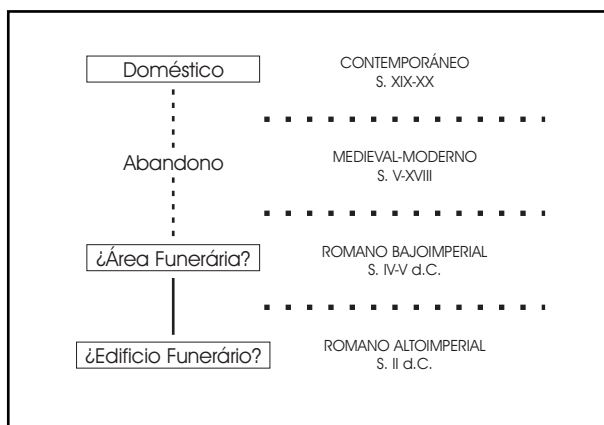 Doméstico
CONTEMPORÁNEO
S. XIX-XX
Abandono
MEDIEVAL-MODERNO
S. V-XVIII
¿Área Funerária?
ROMANO BAJOIMPERIAL
S. IV-V d.C.
¿Edificio Funerário?
ROMANO ALTOIMPERIAL
S. II d.C.